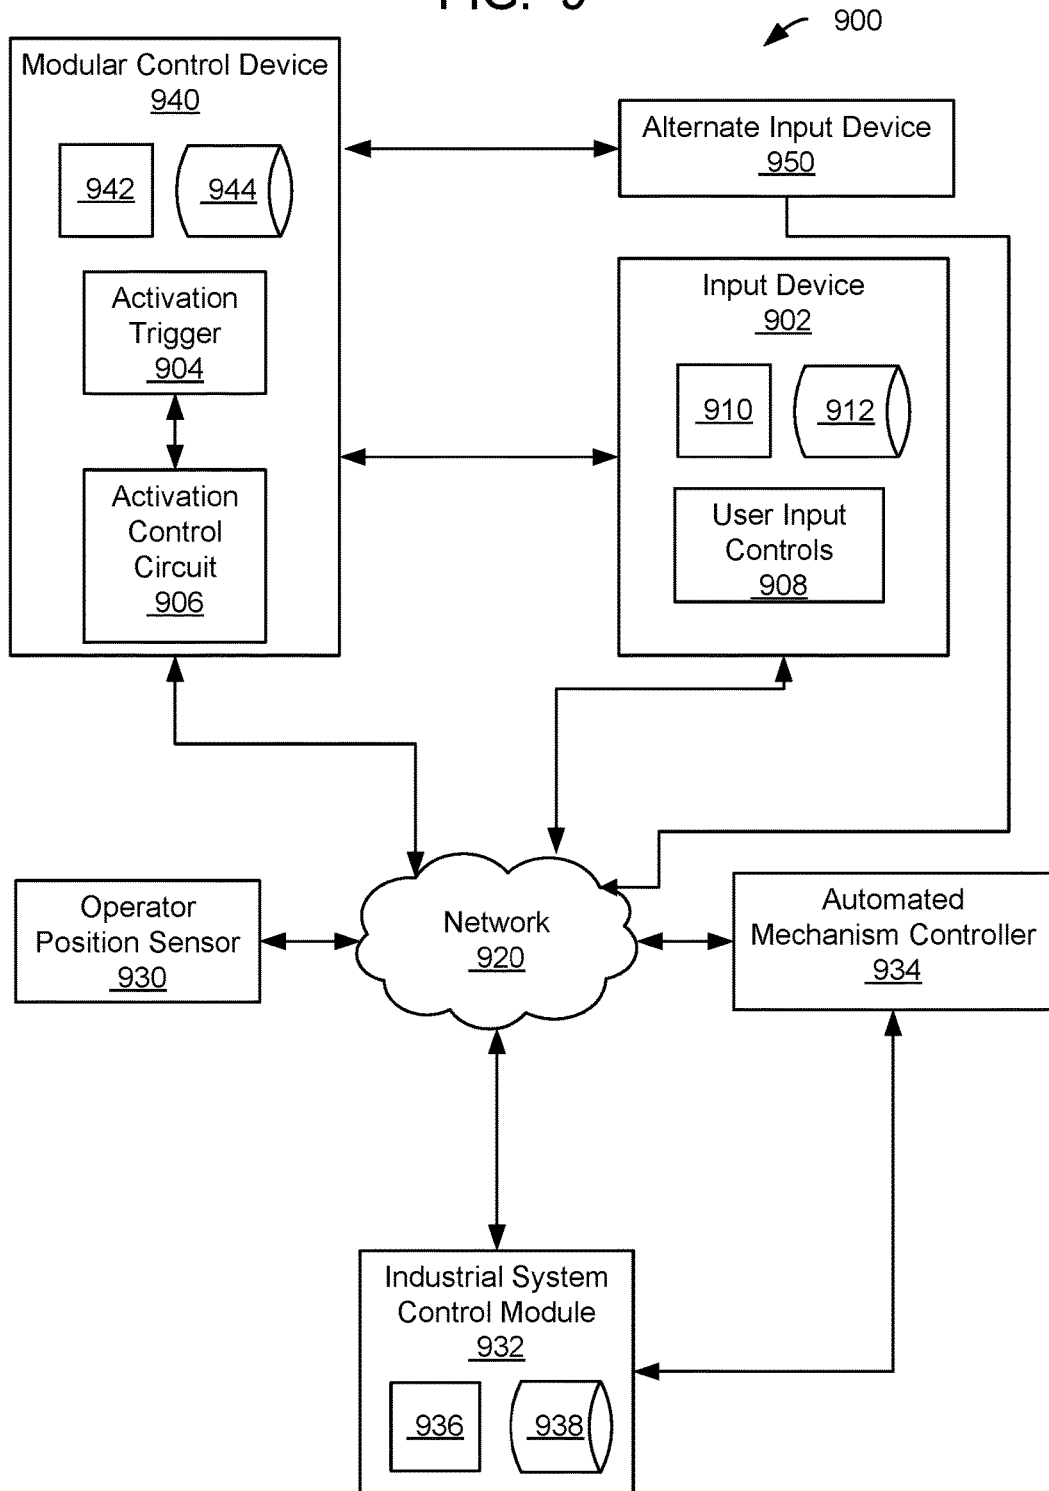 FIG. 9
900
Modular Control Device
940
942
944
Activation
Trigger
904
Activation
Control
Circuit
906
Alternate Input Device
950
Input Device
902
910
912
User Input
Controls
908
Operator
Position Sensor
930
Network
920
Automated
Mechanism Controller
934
Industrial System
Control Module
932
936
938